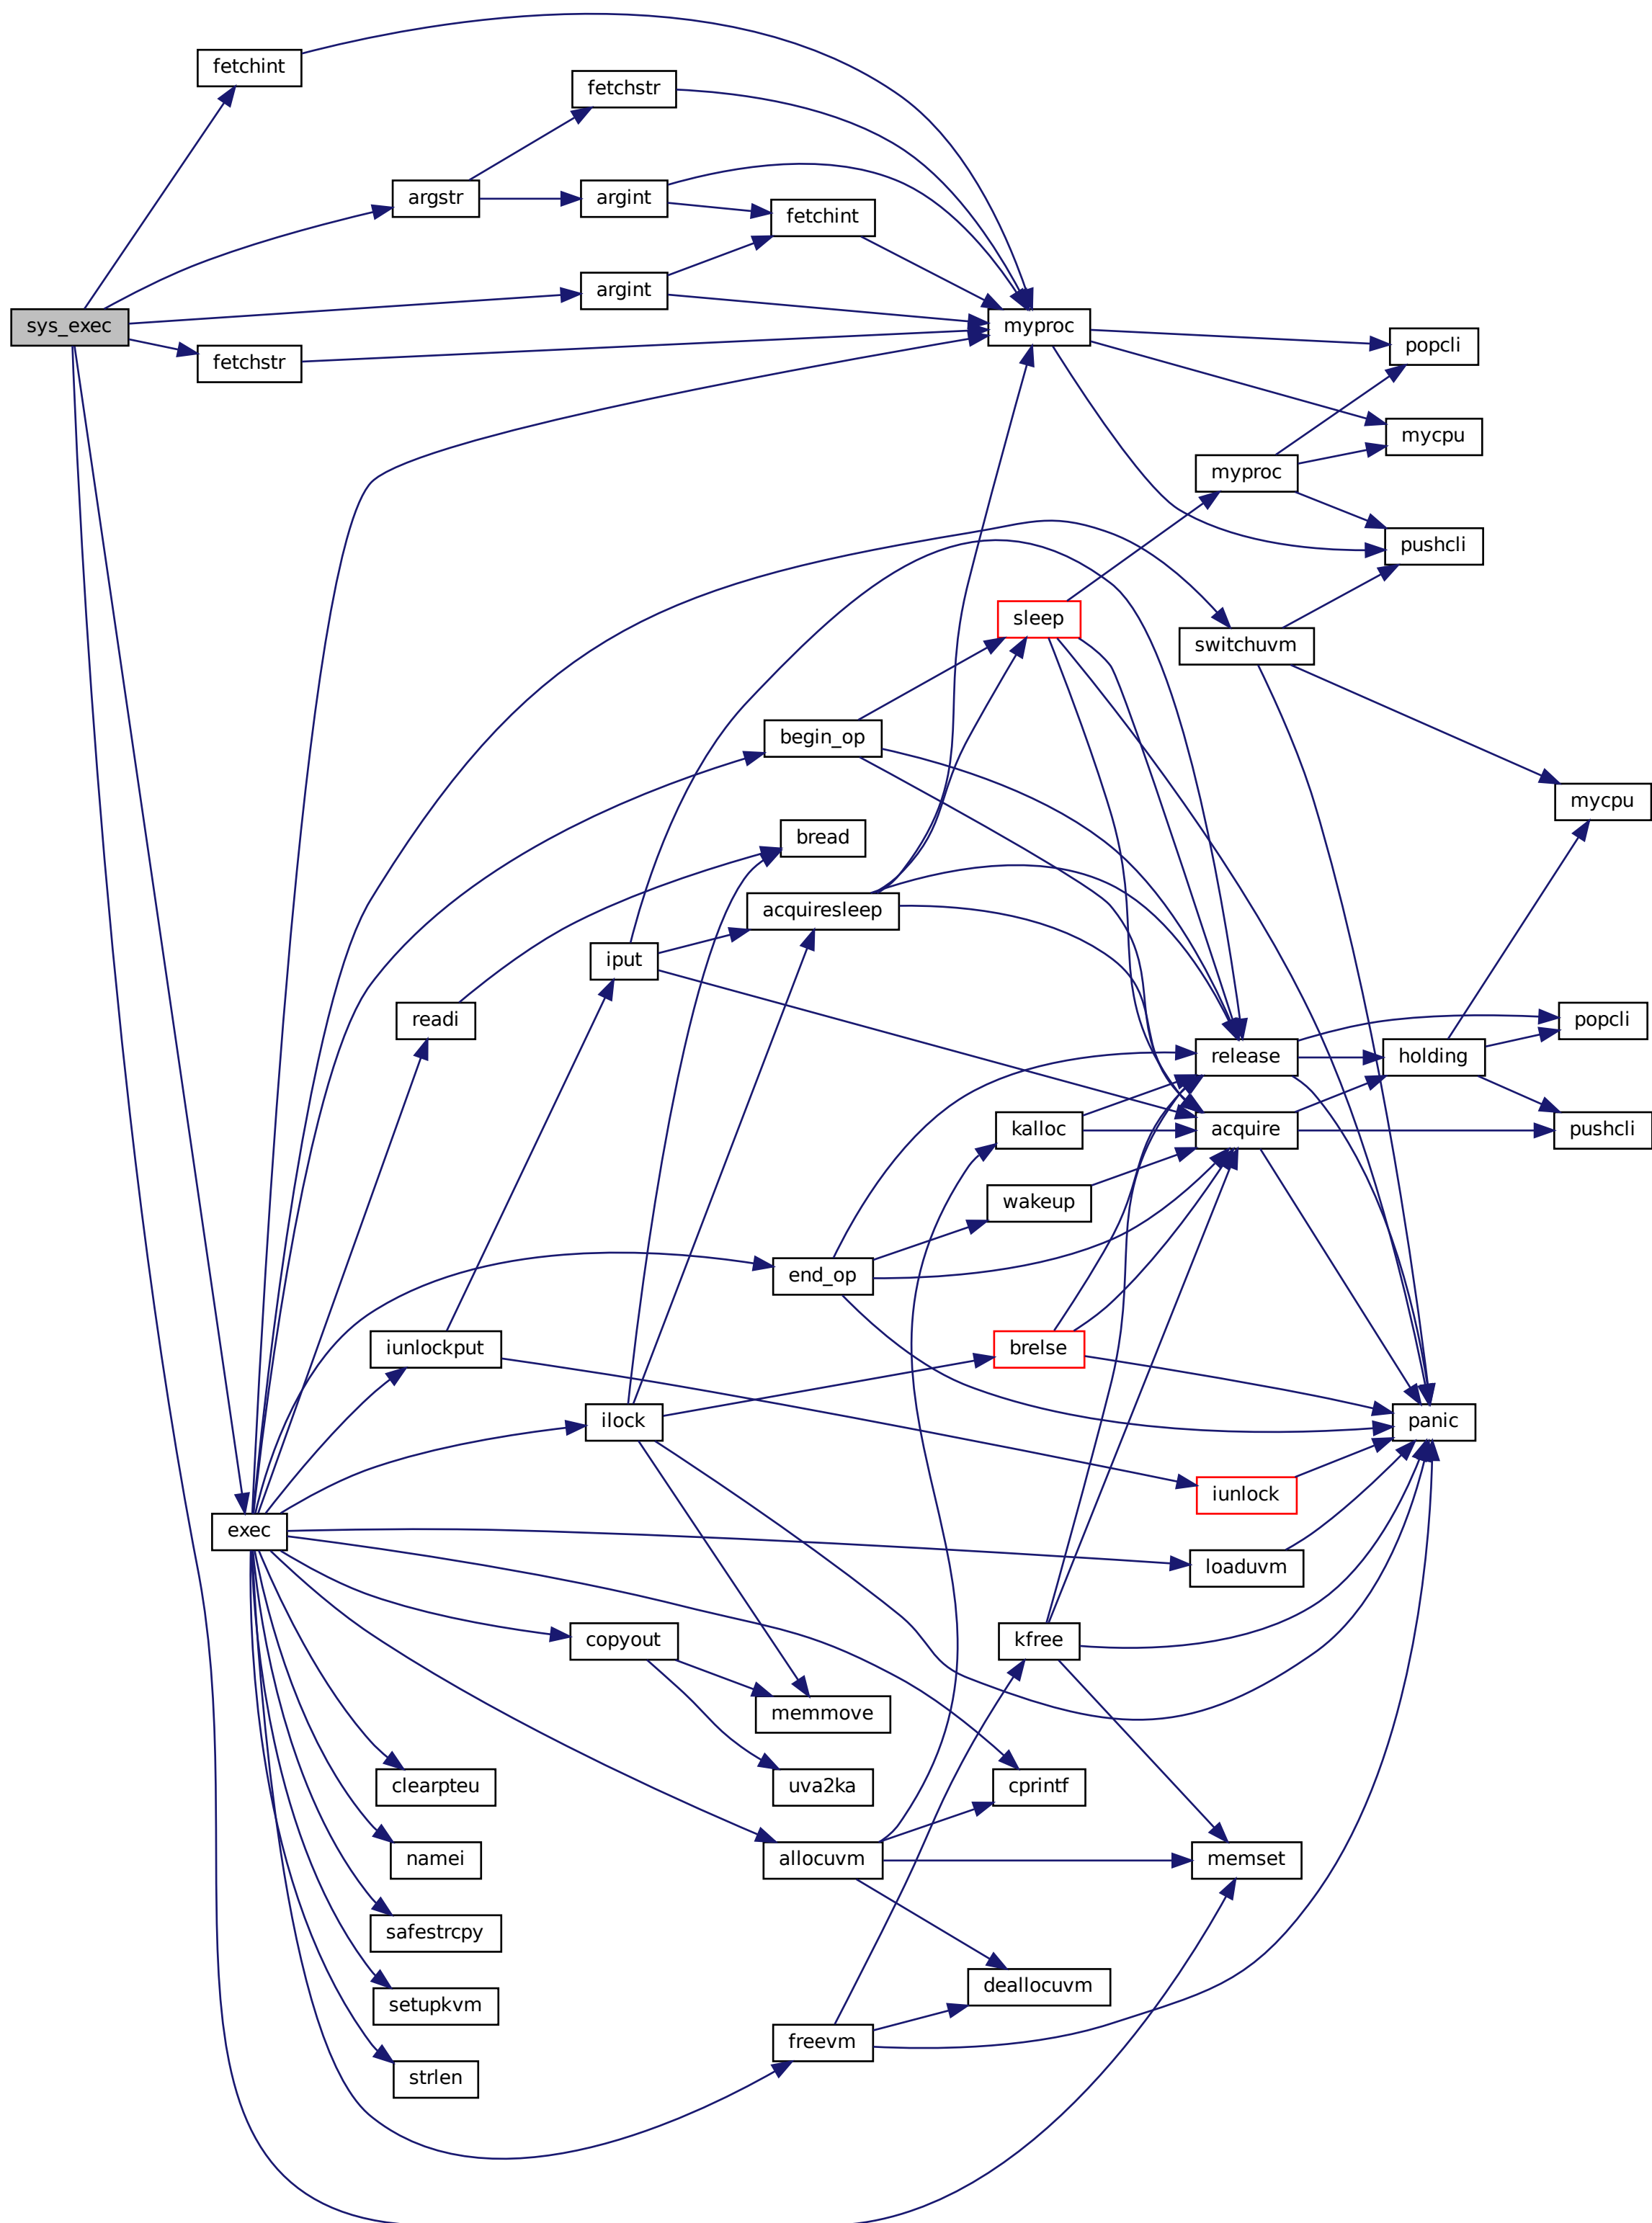 fetchint
fetchstr
argstr
argint
fetchint
argint
sys_exec
myproc
fetchstr
popcli
mycpu
myproc
pushcli
sleep
switchuvm
begin_op
mycpu
bread
acquiresleep
iput
readi
popcli
release
holding
kalloc
acquire
pushcli
wakeup
end_op
iunlockput
brelse
ilock
panic
iunlock
exec
loaduvm
copyout
kfree
memmove
clearpteu
uva2ka
cprintf
namei
allocuvm
memset
safestrcpy
deallocuvm
setupkvm
freevm
strlen